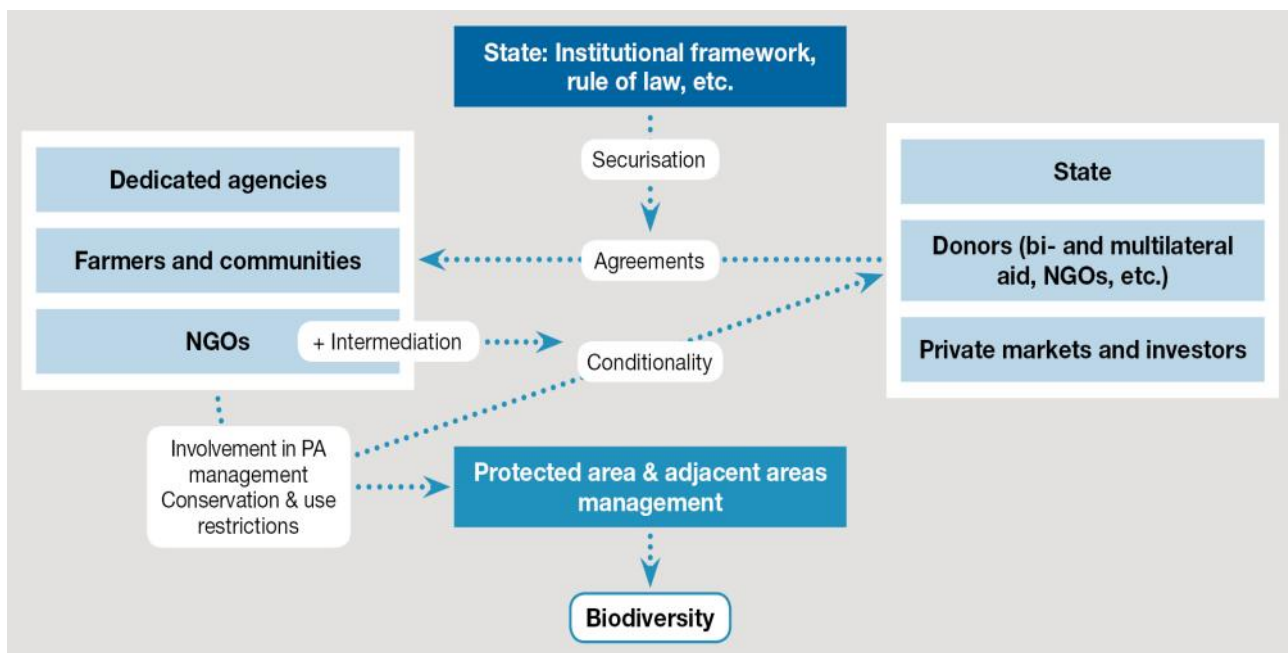 State: Institutional framework,
rule of law, etc.
Securisation
Dedicated agencies
Farmers and communities
NGOs
+ Intermediation
Agreements
Conditionality
State
Donors (bi- and multilateral
aid, NGOs, etc.)
Private markets and investors
Involvement in PA
management
Conservation & use
restrictions
Protected area & adjacent areas
management
Biodiversity